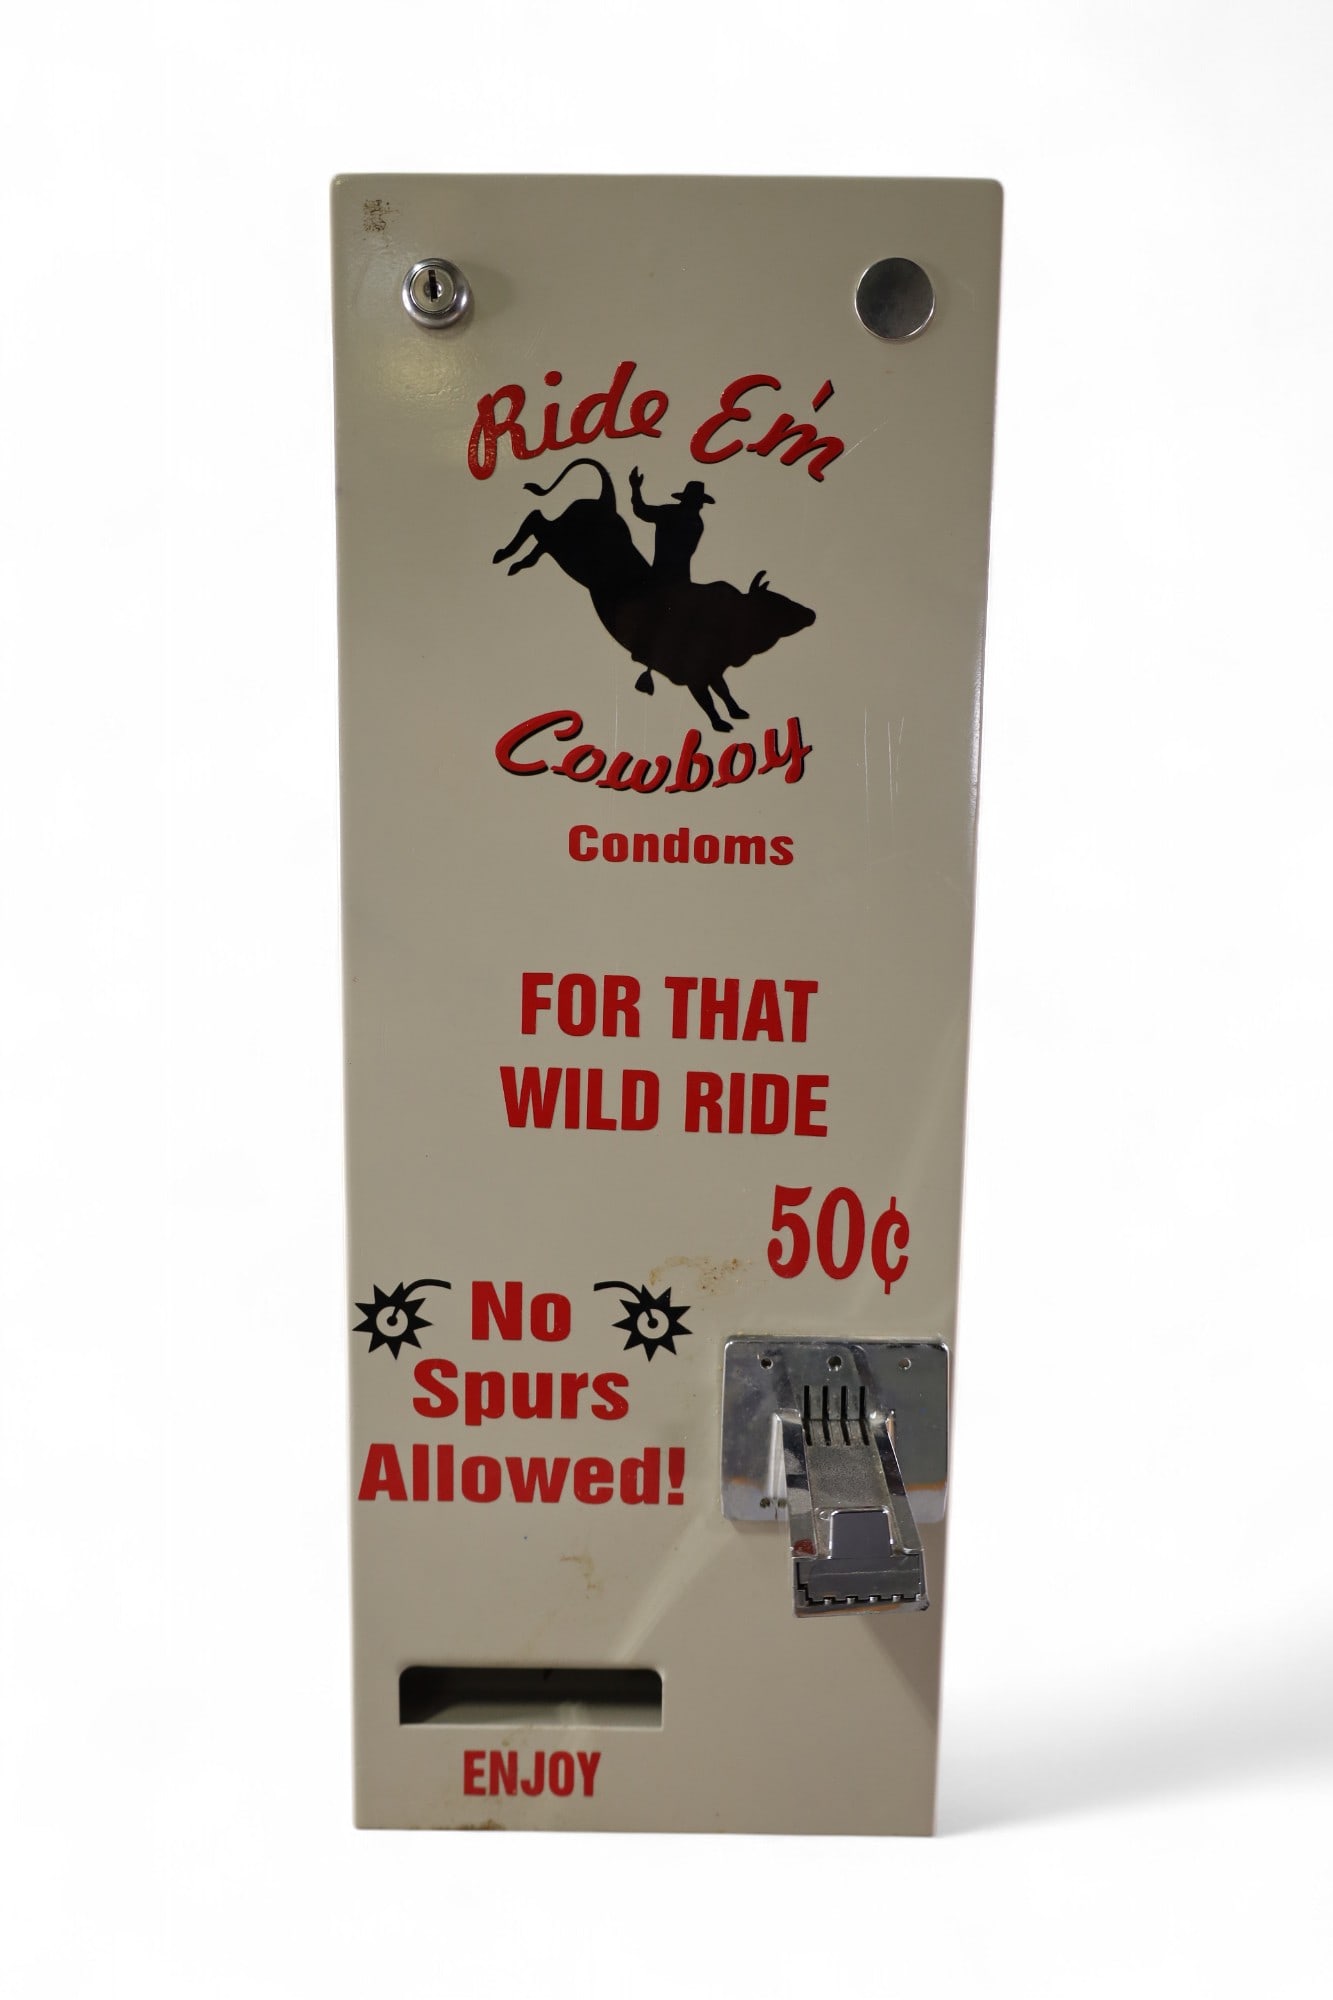 Ride Em'
Cowboy
Condoms
FOR THAT
WILD RIDE
50¢
No
Spurs
Allowed!
ENJOY